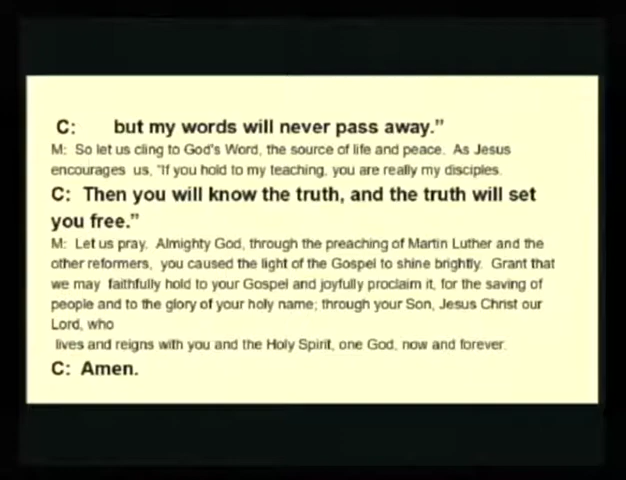 C: but my words will never pass away."
M: So let us cling to God's Word, the source of life and peace. As Jesus
encourages us, "If you hold to my teaching, you are really my disciples.
C: Then you will know the truth, and the truth will set
you free."
M: Let us pray. Almighty God, through the preaching of Martin Luther and the
other reformers, you caused the light of the Gospel to shine brightly. Grant that
we may faithfully hold to your Gospel and joyfully proclaim it, for the saving of
people and to the glory of your holy name; through your Son, Jesus Christ our
Lord, who
lives and reigns with you and the Holy Spirit, one God, now and forever.
C: Amen.